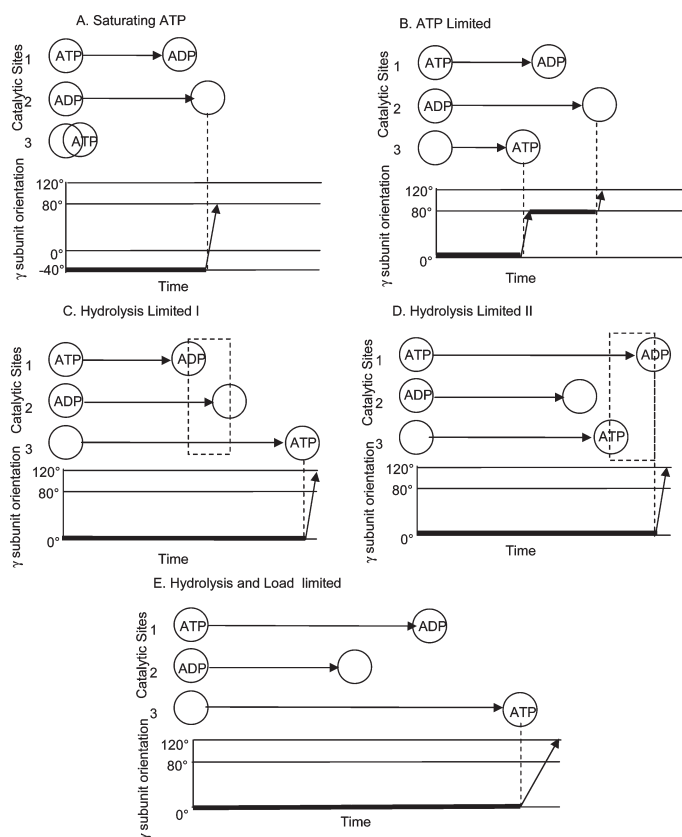 A. Saturating ATP
Catalytic Sites
1
ATP
ADP
2
ADP
3
ATP
γ subunit orientation
120°
80°
0°
-40°
Time
B. ATP Limited
Catalytic Sites
1
ATP
ADP
2
ADP
3
ATP
γ subunit orientation
120°
80°
0°
Time
C. Hydrolysis Limited I
Catalytic Sites
1
ATP
ADP
2
ADP
3
ATP
γ subunit orientation
120°
80°
0°
Time
D. Hydrolysis Limited II
Catalytic Sites
1
ATP
ADP
2
ADP
3
ATP
γ subunit orientation
120°
80°
0°
Time
E. Hydrolysis and Load limited
Catalytic Sites
1
ATP
ADP
2
ADP
3
ATP
γ subunit orientation
120°
80°
0°
Time